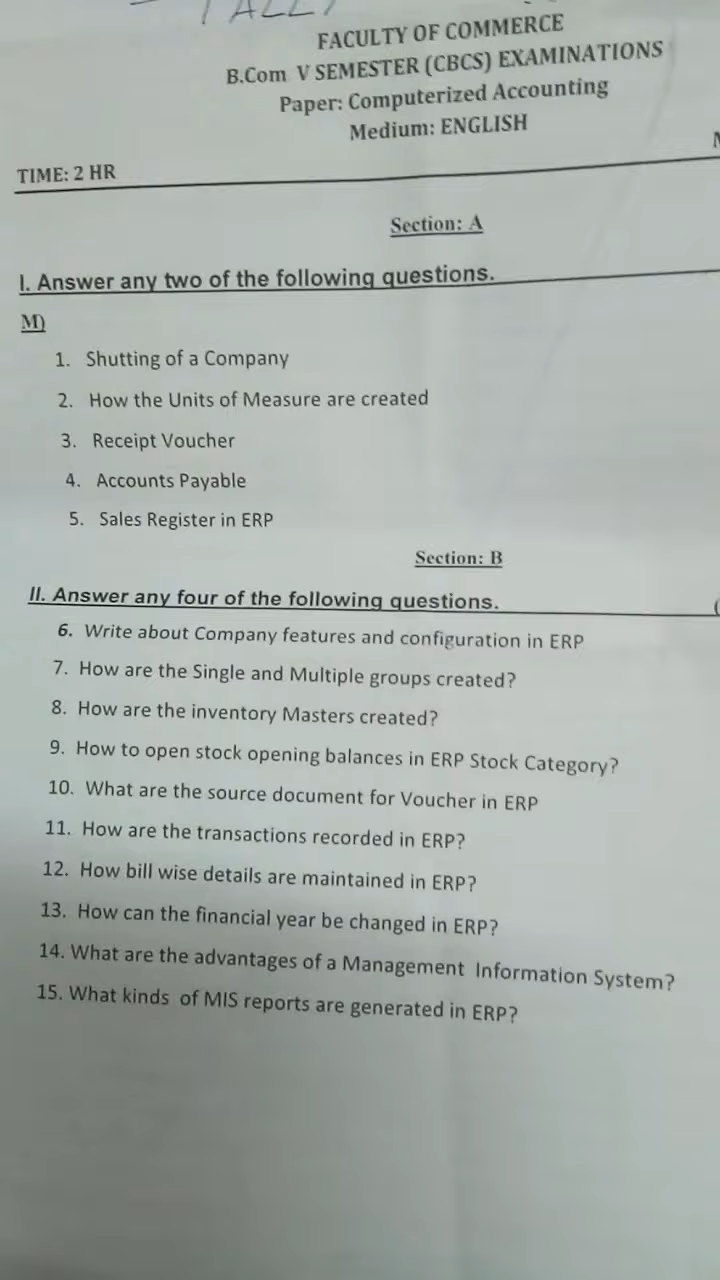 TALLY
FACULTY OF COMMERCE
B.Com V SEMESTER (CBCS) EXAMINATIONS
Paper: Computerized Accounting
Medium: ENGLISH
TIME: 2 HR
Section: A
I. Answer any two of the following questions.
M)
1. Shutting of a Company
2. How the Units of Measure are created
3. Receipt Voucher
4. Accounts Payable
5. Sales Register in ERP
Section: B
II. Answer any four of the following questions.
6. Write about Company features and configuration in ERP
7. How are the Single and Multiple groups created?
8. How are the inventory Masters created?
9. How to open stock opening balances in ERP Stock Category?
10. What are the source document for Voucher in ERP
11. How are the transactions recorded in ERP?
12. How bill wise details are maintained in ERP?
13. How can the financial year be changed in ERP?
14. What are the advantages of a Management Information System?
15. What kinds of MIS reports are generated in ERP?